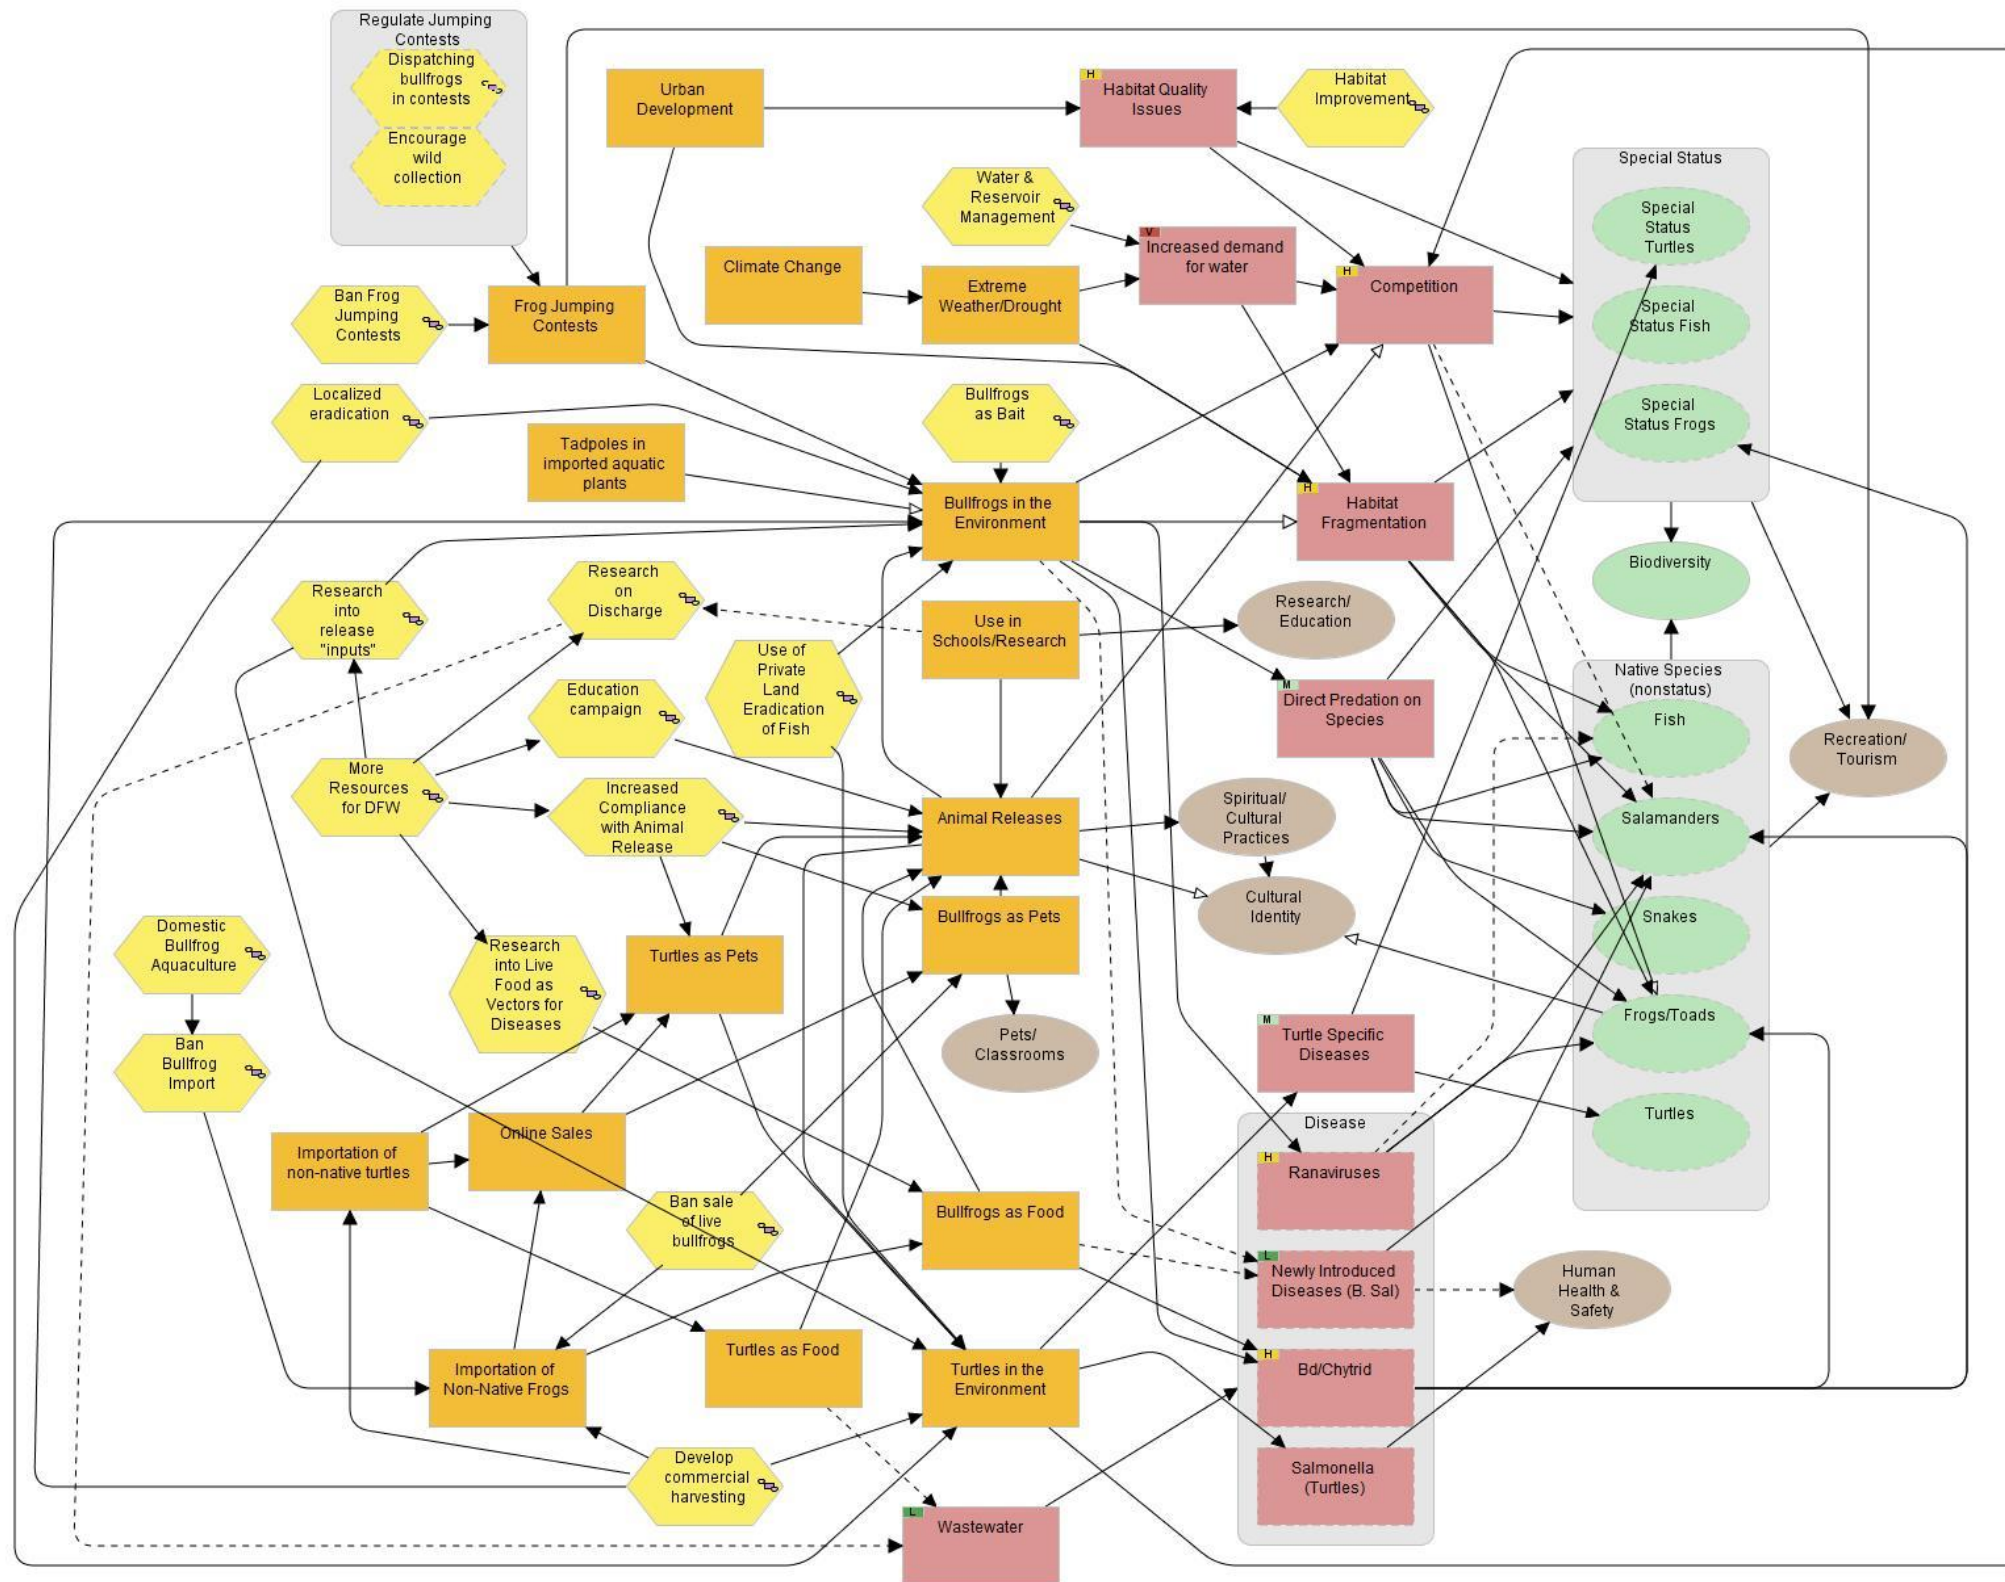 Regulate Jumping
Contests
Dispatching
bullfrogs
in contests
Encourage
wild
collection
Urban
Development
H
Habitat Quality
Issues
Habitat
Improvement
Special Status
Special
Status
Turtles
Special
Status Fish
Special
Status Frogs
Water &
Reservoir
Management
V
Increased demand
for water
Climate Change
Extreme
Weather/Drought
H
Competition
Ban Frog
Jumping
Contests
Frog Jumping
Contests
Localized
eradication
Bullfrogs
as Bait
Tadpoles in
imported aquatic
plants
Bullfrogs in the
Environment
H
Habitat
Fragmentation
Biodiversity
Research
into
release
"inputs"
Research
on
Discharge
Use in
Schools/Research
Research/
Education
Use of
Private
Land
Eradication
of Fish
Education
campaign
M
Direct Predation on
Species
Native Species
(nonstatus)
Fish
Salamanders
Snakes
Frogs/Toads
Turtles
Recreation/
Tourism
More
Resources
for DFW
Increased
Compliance
with Animal
Release
Animal Releases
Spiritual/
Cultural
Practices
Cultural
Identity
Bullfrogs as Pets
Domestic
Bullfrog
Aquaculture
Research
into Live
Food as
Vectors for
Diseases
Turtles as Pets
Pets/
Classrooms
M
Turtle Specific
Diseases
Ban
Bullfrog
Import
Importation of
non-native turtles
Online Sales
Disease
H
Ranaviruses
L
Newly Introduced
Diseases (B. Sal)
H
Bd/Chytrid
Salmonella
(Turtles)
Ban sale
of live
bullfrogs
Bullfrogs as Food
Human
Health &
Safety
Importation of
Non-Native Frogs
Turtles as Food
Turtles in the
Environment
Develop
commercial
harvesting
L
Wastewater